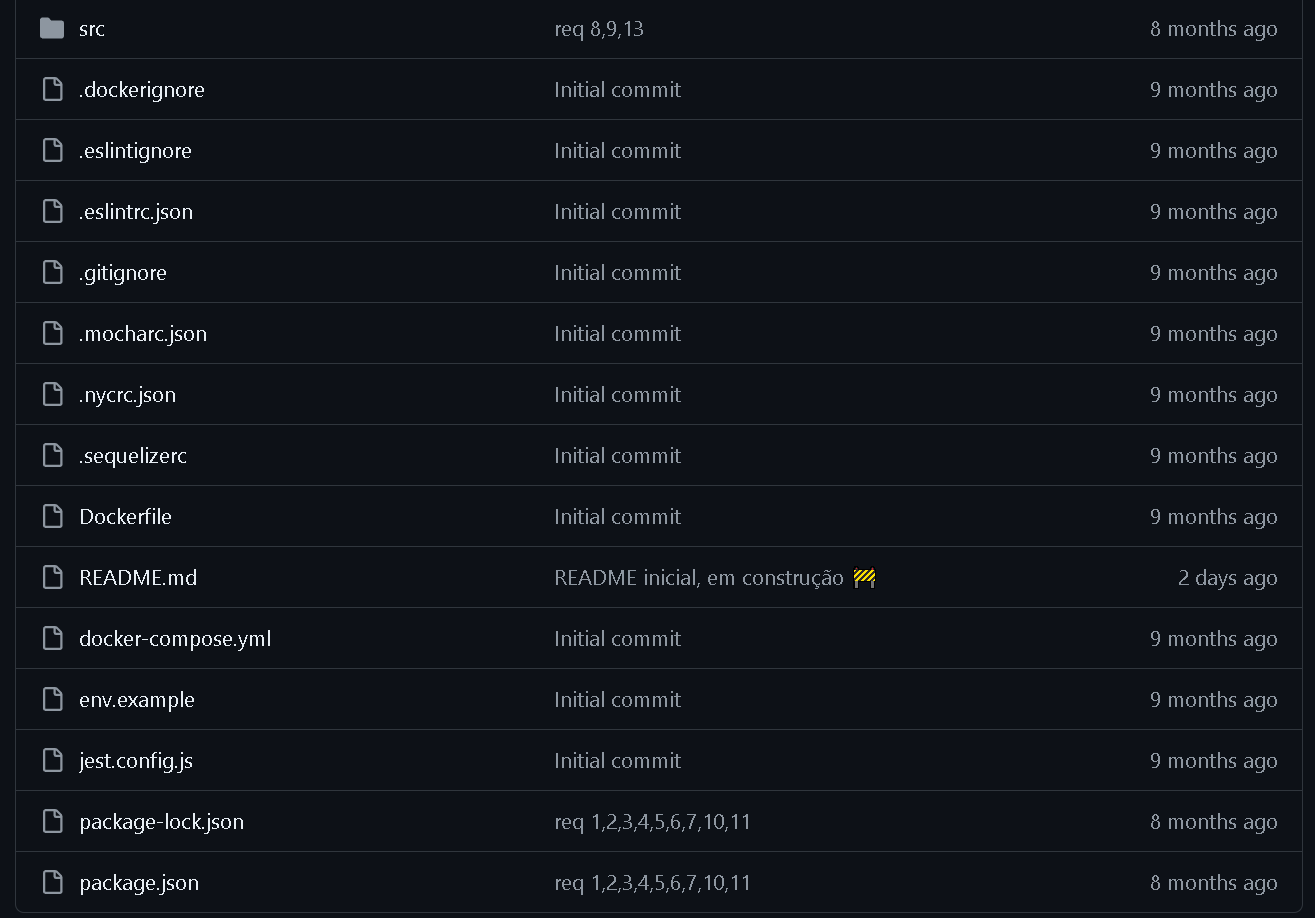 src req 8,9,13 8 months ago
.dockerignore Initial commit 9 months ago
.eslintignore Initial commit 9 months ago
.eslintrc.json Initial commit 9 months ago
.gitignore Initial commit 9 months ago
.mocharc.json Initial commit 9 months ago
.nycrc.json Initial commit 9 months ago
.sequelizerc Initial commit 9 months ago
Dockerfile Initial commit 9 months ago
README.md README inicial, em construção 🚧 2 days ago
docker-compose.yml Initial commit 9 months ago
env.example Initial commit 9 months ago
jest.config.js Initial commit 9 months ago
package-lock.json req 1,2,3,4,5,6,7,10,11 8 months ago
package.json req 1,2,3,4,5,6,7,10,11 8 months ago